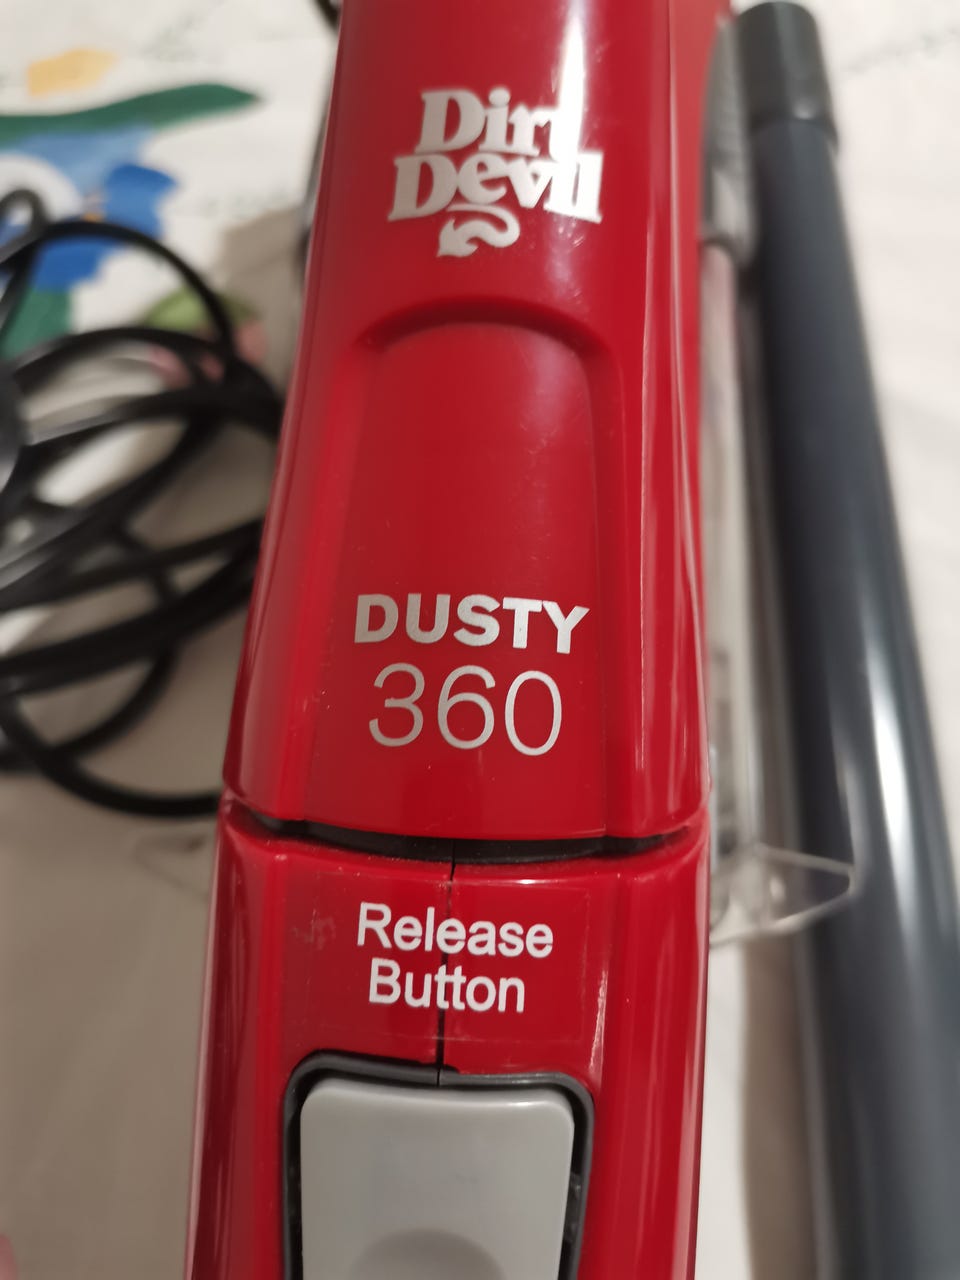 Dirt
Devil
DUSTY
360
Release
Button